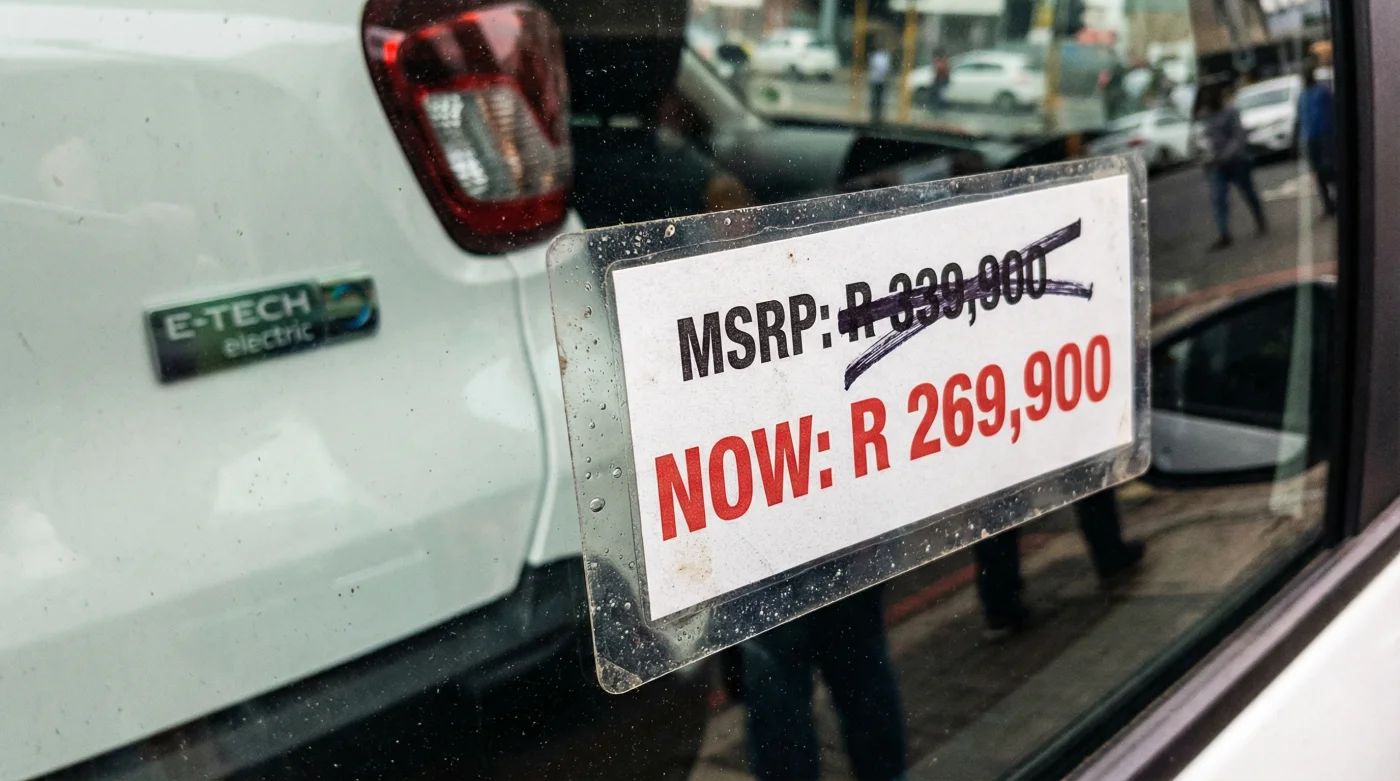 E-TECH
electric
MSRP: R 339,900
NOW: R 269,900